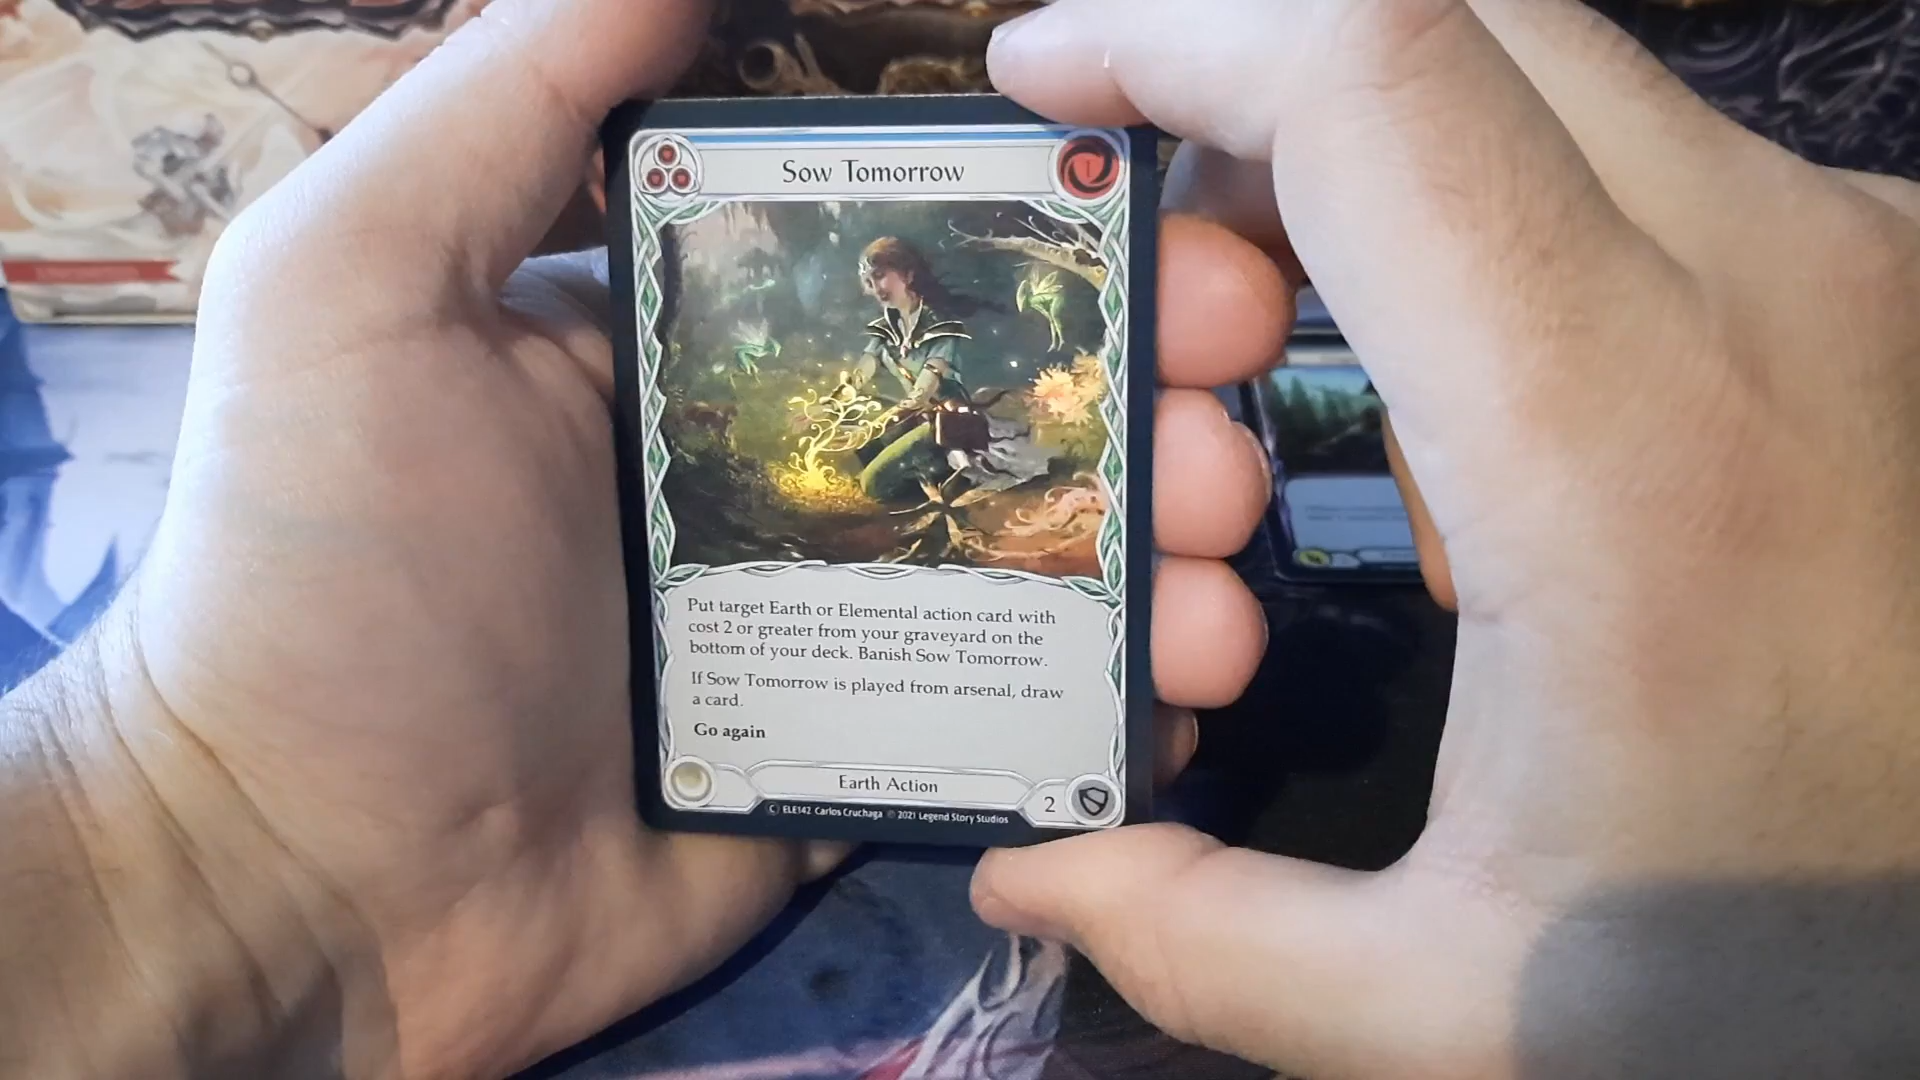 Sow Tomorrow
1
Put target Earth or Elemental action card with
cost 2 or greater from your graveyard on the
bottom of your deck. Banish Sow Tomorrow.
If Sow Tomorrow is played from arsenal, draw
a card.
Go again
Earth Action
2
C ELE142 Carlos Cruchaga © 2021 Legend Story Studios